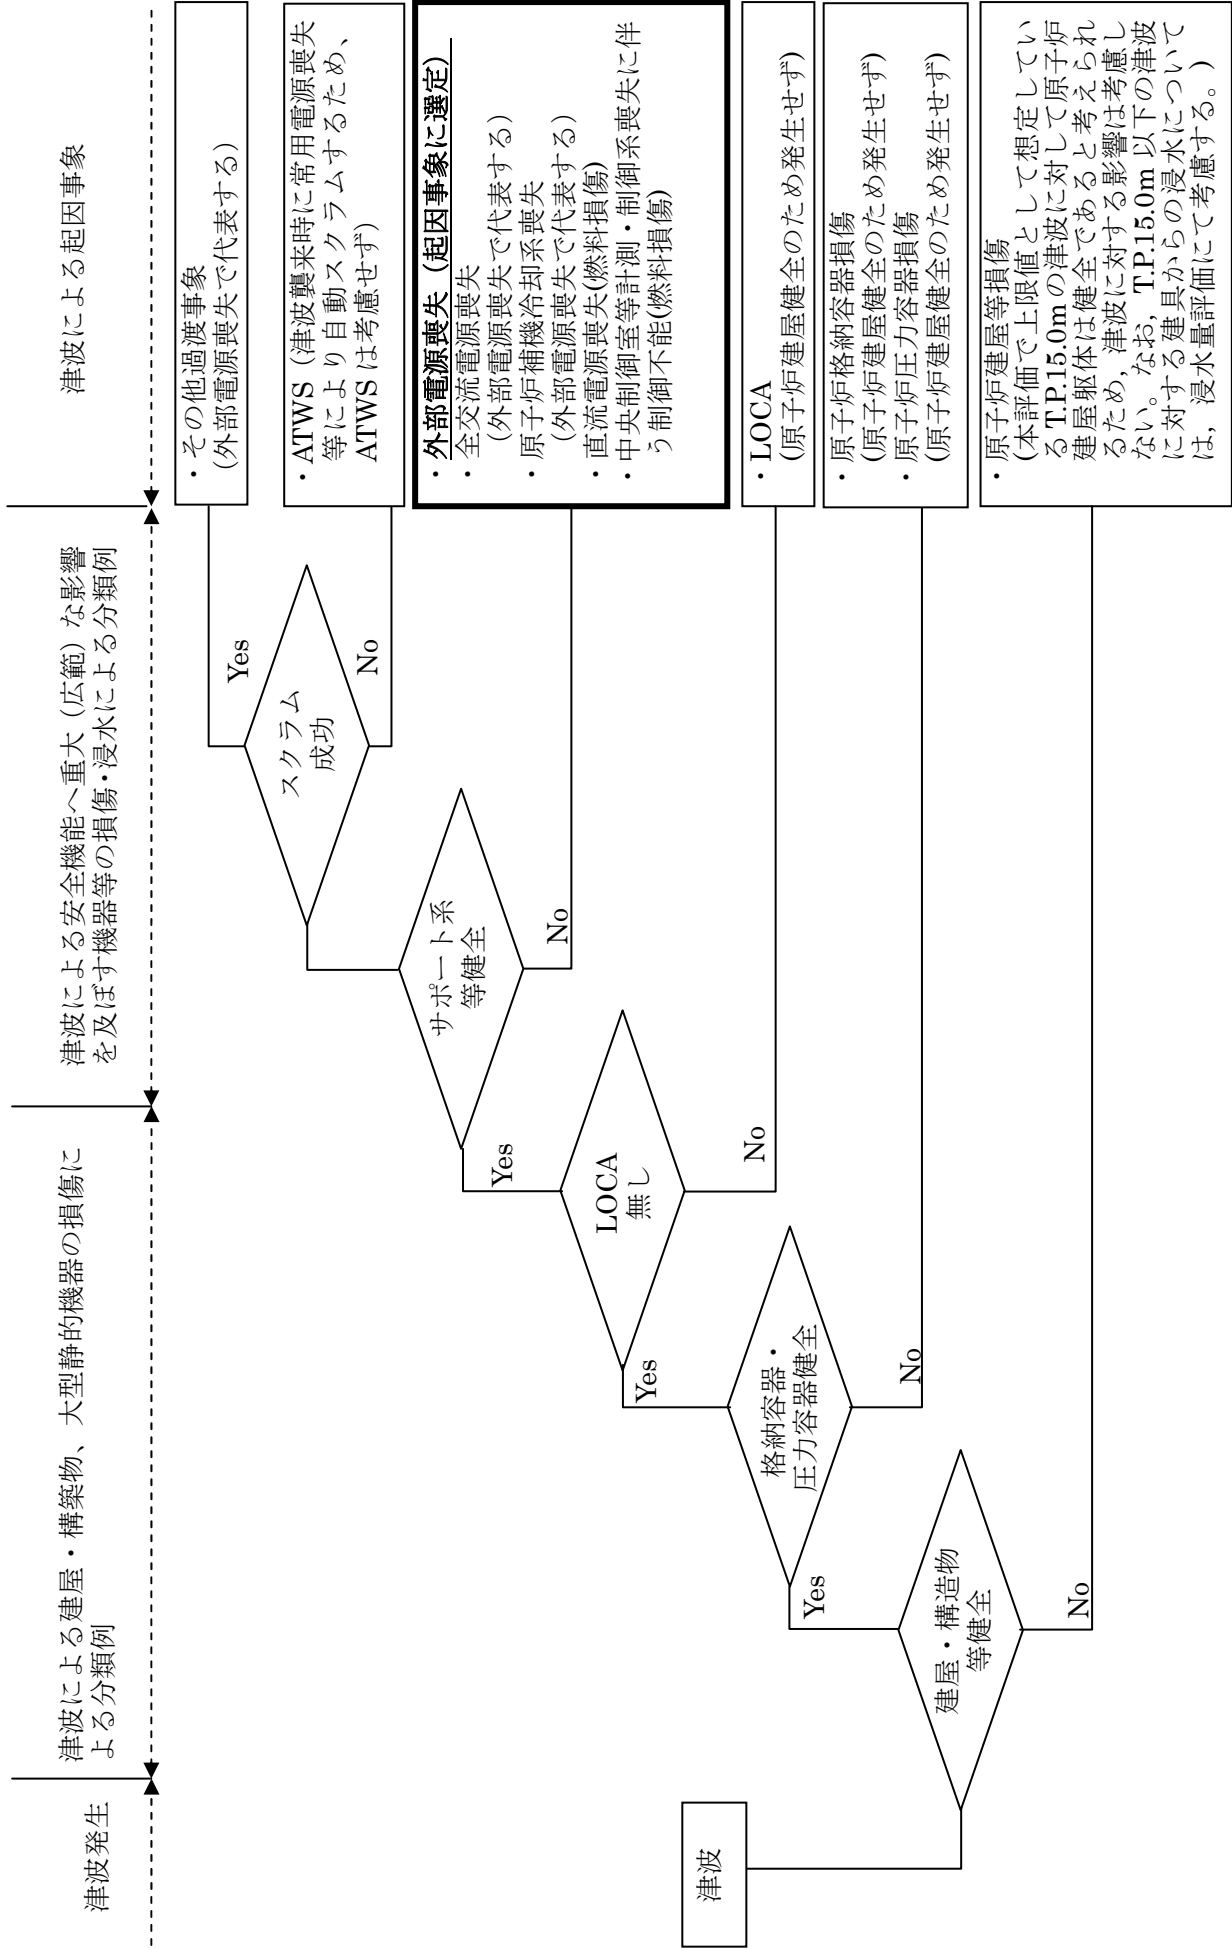 津波発生
津波による建屋・構築物、大型静的機器の損傷に
よる分類例
津波による安全機能へ重大（広範）な影響
を及ぼす機器等の損傷・浸水による分類例
津波による起因事象
津波
建屋・構造物
等健全
Yes
No
格納容器・
圧力容器健全
Yes
No
LOCA
無し
Yes
No
サポート系
等健全
No
スクラム
成功
Yes
No
・その他過渡事象
(外部電源喪失で代表する)
・ATWS（津波襲来時に常用電源喪失
等により自動スクラムするため、
ATWS は考慮せず)
・外部電源喪失（起因事象に選定）
・全交流電源喪失
(外部電源喪失で代表する)
・原子炉補機冷却系喪失
(外部電源喪失で代表する)
・直流電源喪失(燃料損傷)
・中央制御室等計測・制御系喪失に伴
う制御不能(燃料損傷)
・LOCA
(原子炉建屋健全のため発生せず)
・原子炉格納容器損傷
(原子炉建屋健全のため発生せず)
・原子炉圧力容器損傷
(原子炉建屋健全のため発生せず)
・原子炉建屋等損傷
(本評価で上限値として想定してい
る T.P.15.0m の津波に対して原子炉
建屋躯体は健全であると考えられ
るため，津波に対する影響は考慮し
ない。なお，T.P.15.0m 以下の津波
に対する建具からの浸水について
は，浸水量評価にて考慮する。)